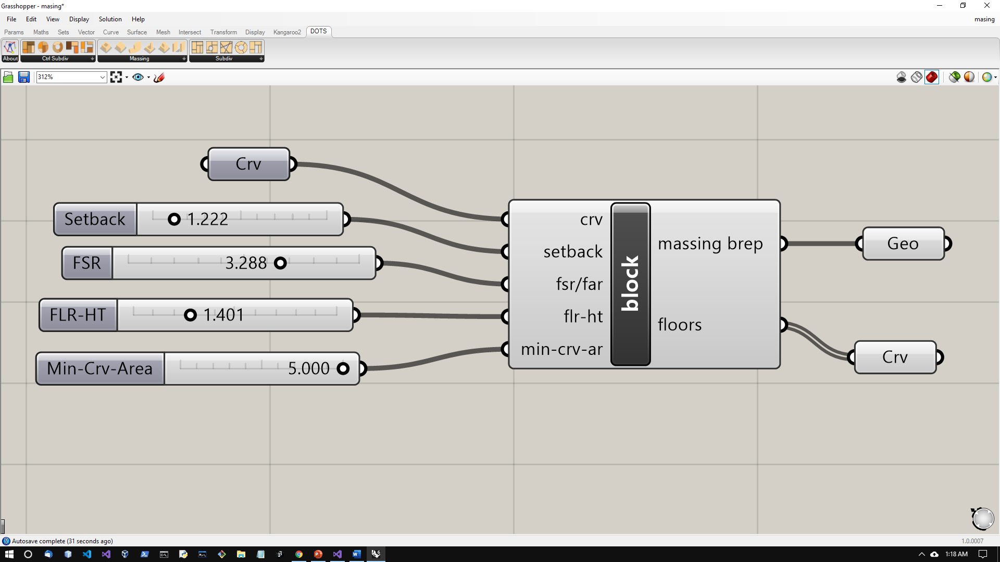 Grasshopper - masing*
File Edit View Display Solution Help masing
Params Maths Sets Vector Curve Surface Mesh Intersect Transform Display Kangaroo2 DOTS
About Ctrl Subdiv Massing Subdiv
312%
Crv
Setback 1.222
FSR 3.288
FLR-HT 1.401
Min-Crv-Area 5.000
crv
setback
fsr/far
flr-ht
min-crv-ar
block
massing brep
floors
Geo
Crv
Autosave complete (31 seconds ago) 1.0.0007
1:18 AM